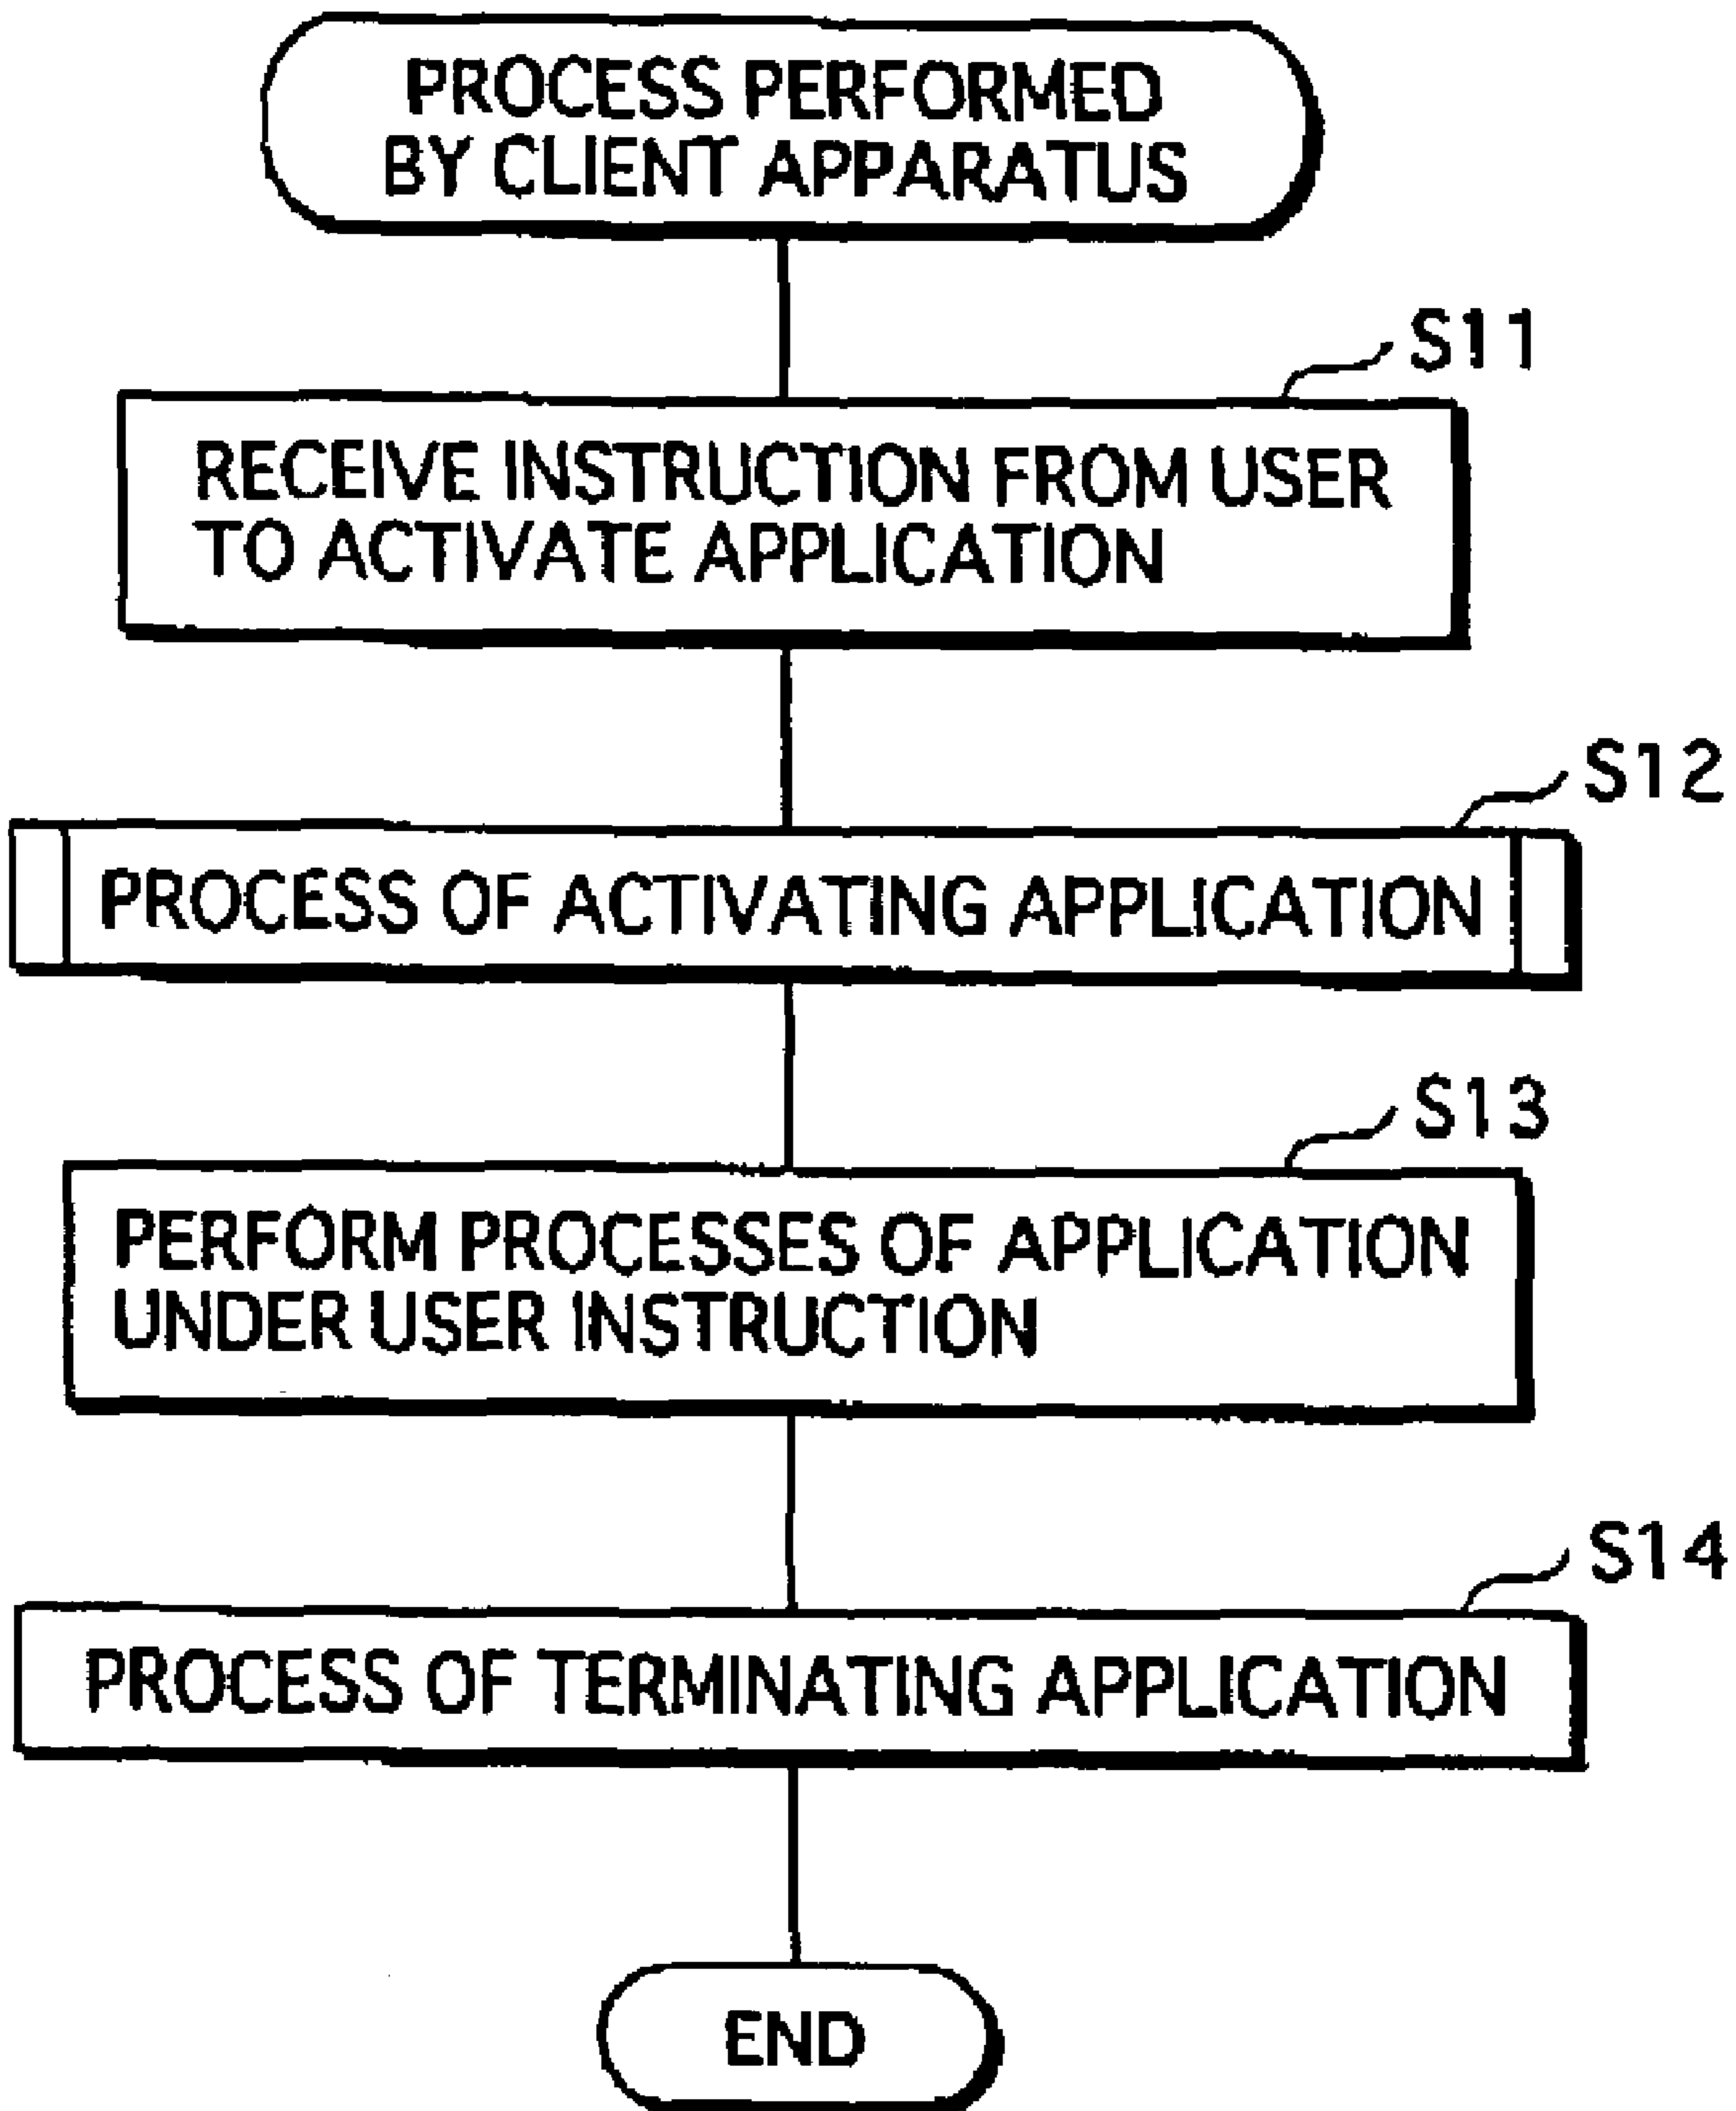 PROCESS PERFORMED
BY CLIENT APPARATUS
S11
RECEIVE INSTRUCTION FROM USER
TO ACTIVATE APPLICATION
S12
PROCESS OF ACTIVATING APPLICATION
S13
PERFORM PROCESSES OF APPLICATION
UNDER USER INSTRUCTION
S14
PROCESS OF TERMINATING APPLICATION
END